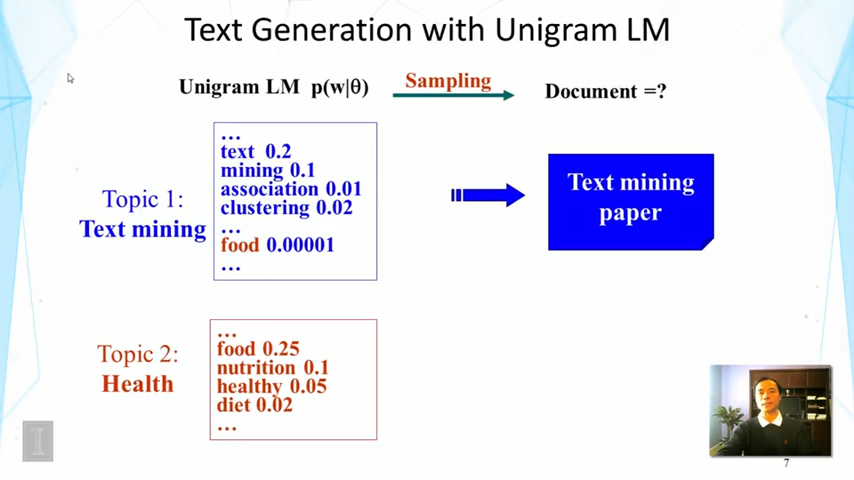 Text Generation with Unigram LM
Unigram LM p(w|θ)
Sampling
Document =?
Topic 1:
Text mining
...
text 0.2
mining 0.1
association 0.01
clustering 0.02
...
food 0.00001
...
Text mining
paper
Topic 2:
Health
...
food 0.25
nutrition 0.1
healthy 0.05
diet 0.02
...
I
7